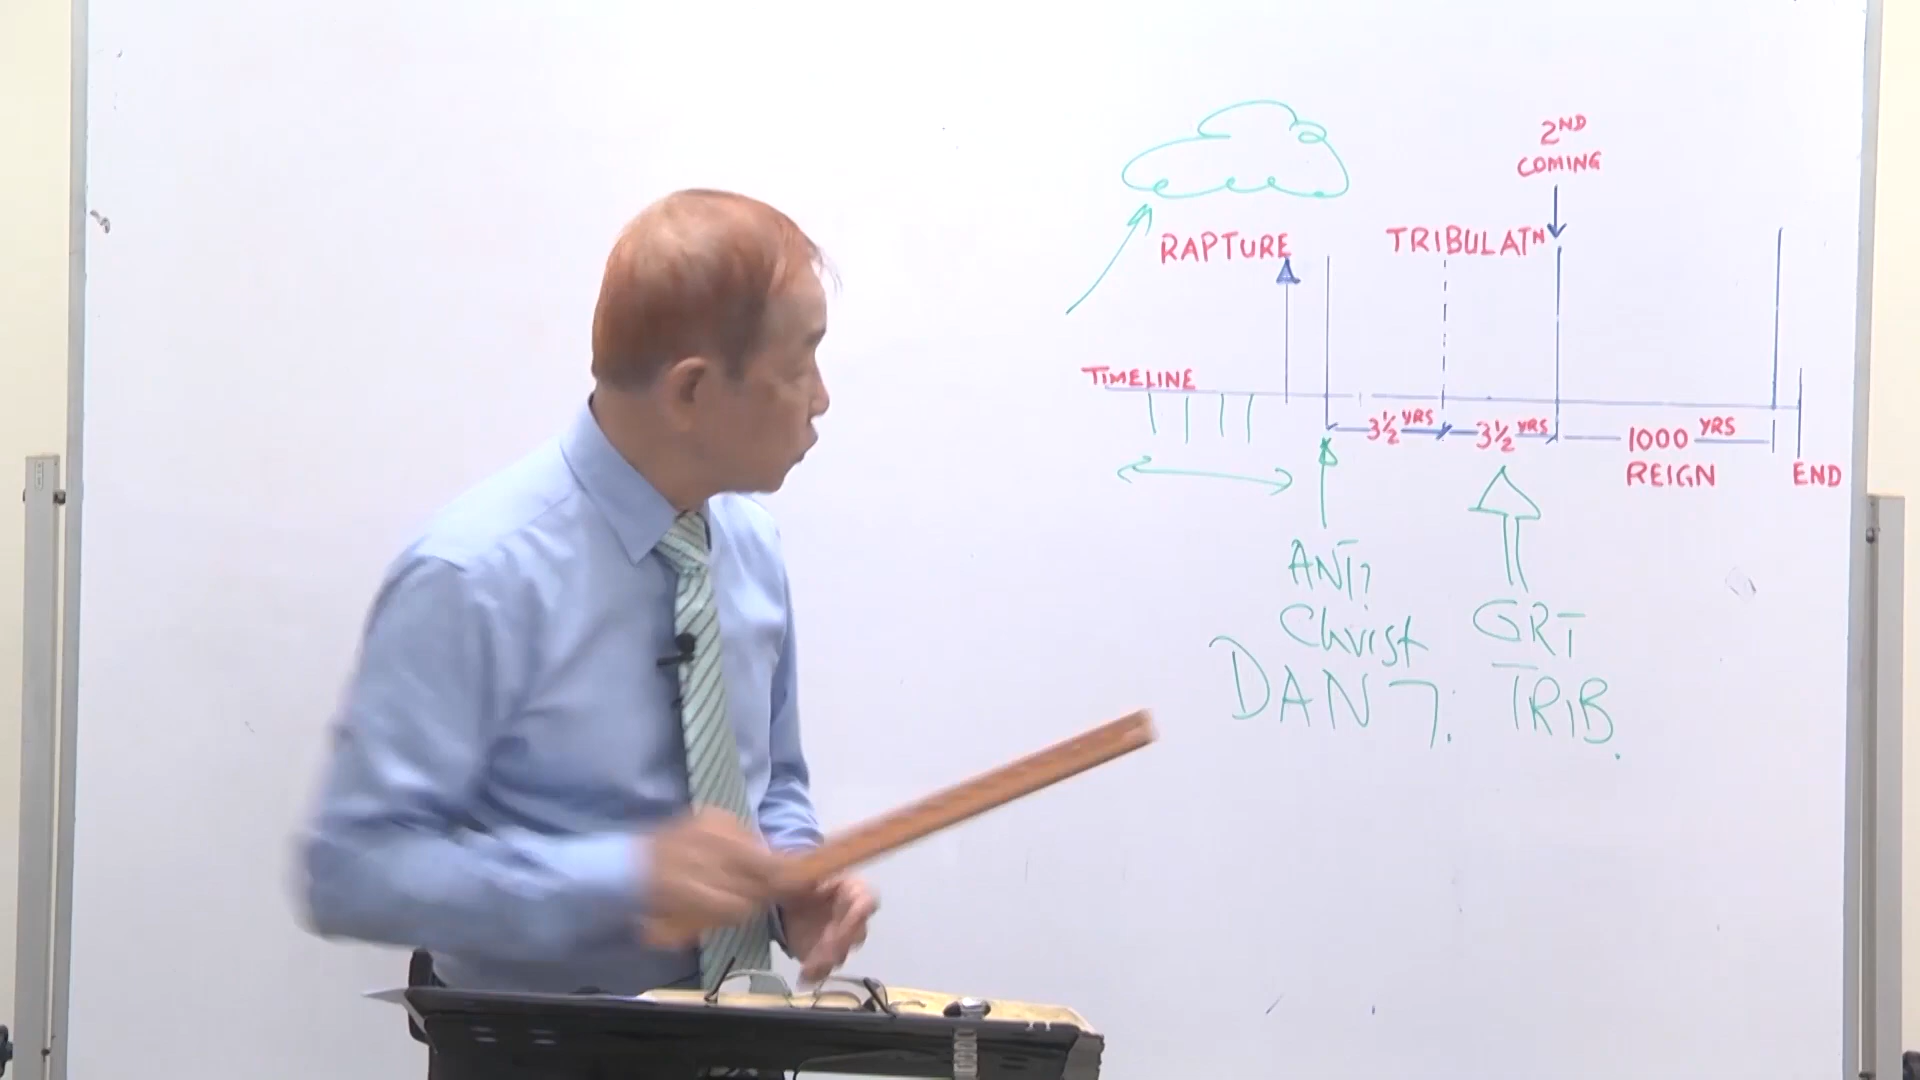 2ND
COMING
RAPTURE
TRIBULATN
TIMELINE
3½ YRS
3½ YRS
1000 YRS
REIGN
END
ANTI
Christ
GRT
TRIB.
DAN 7.